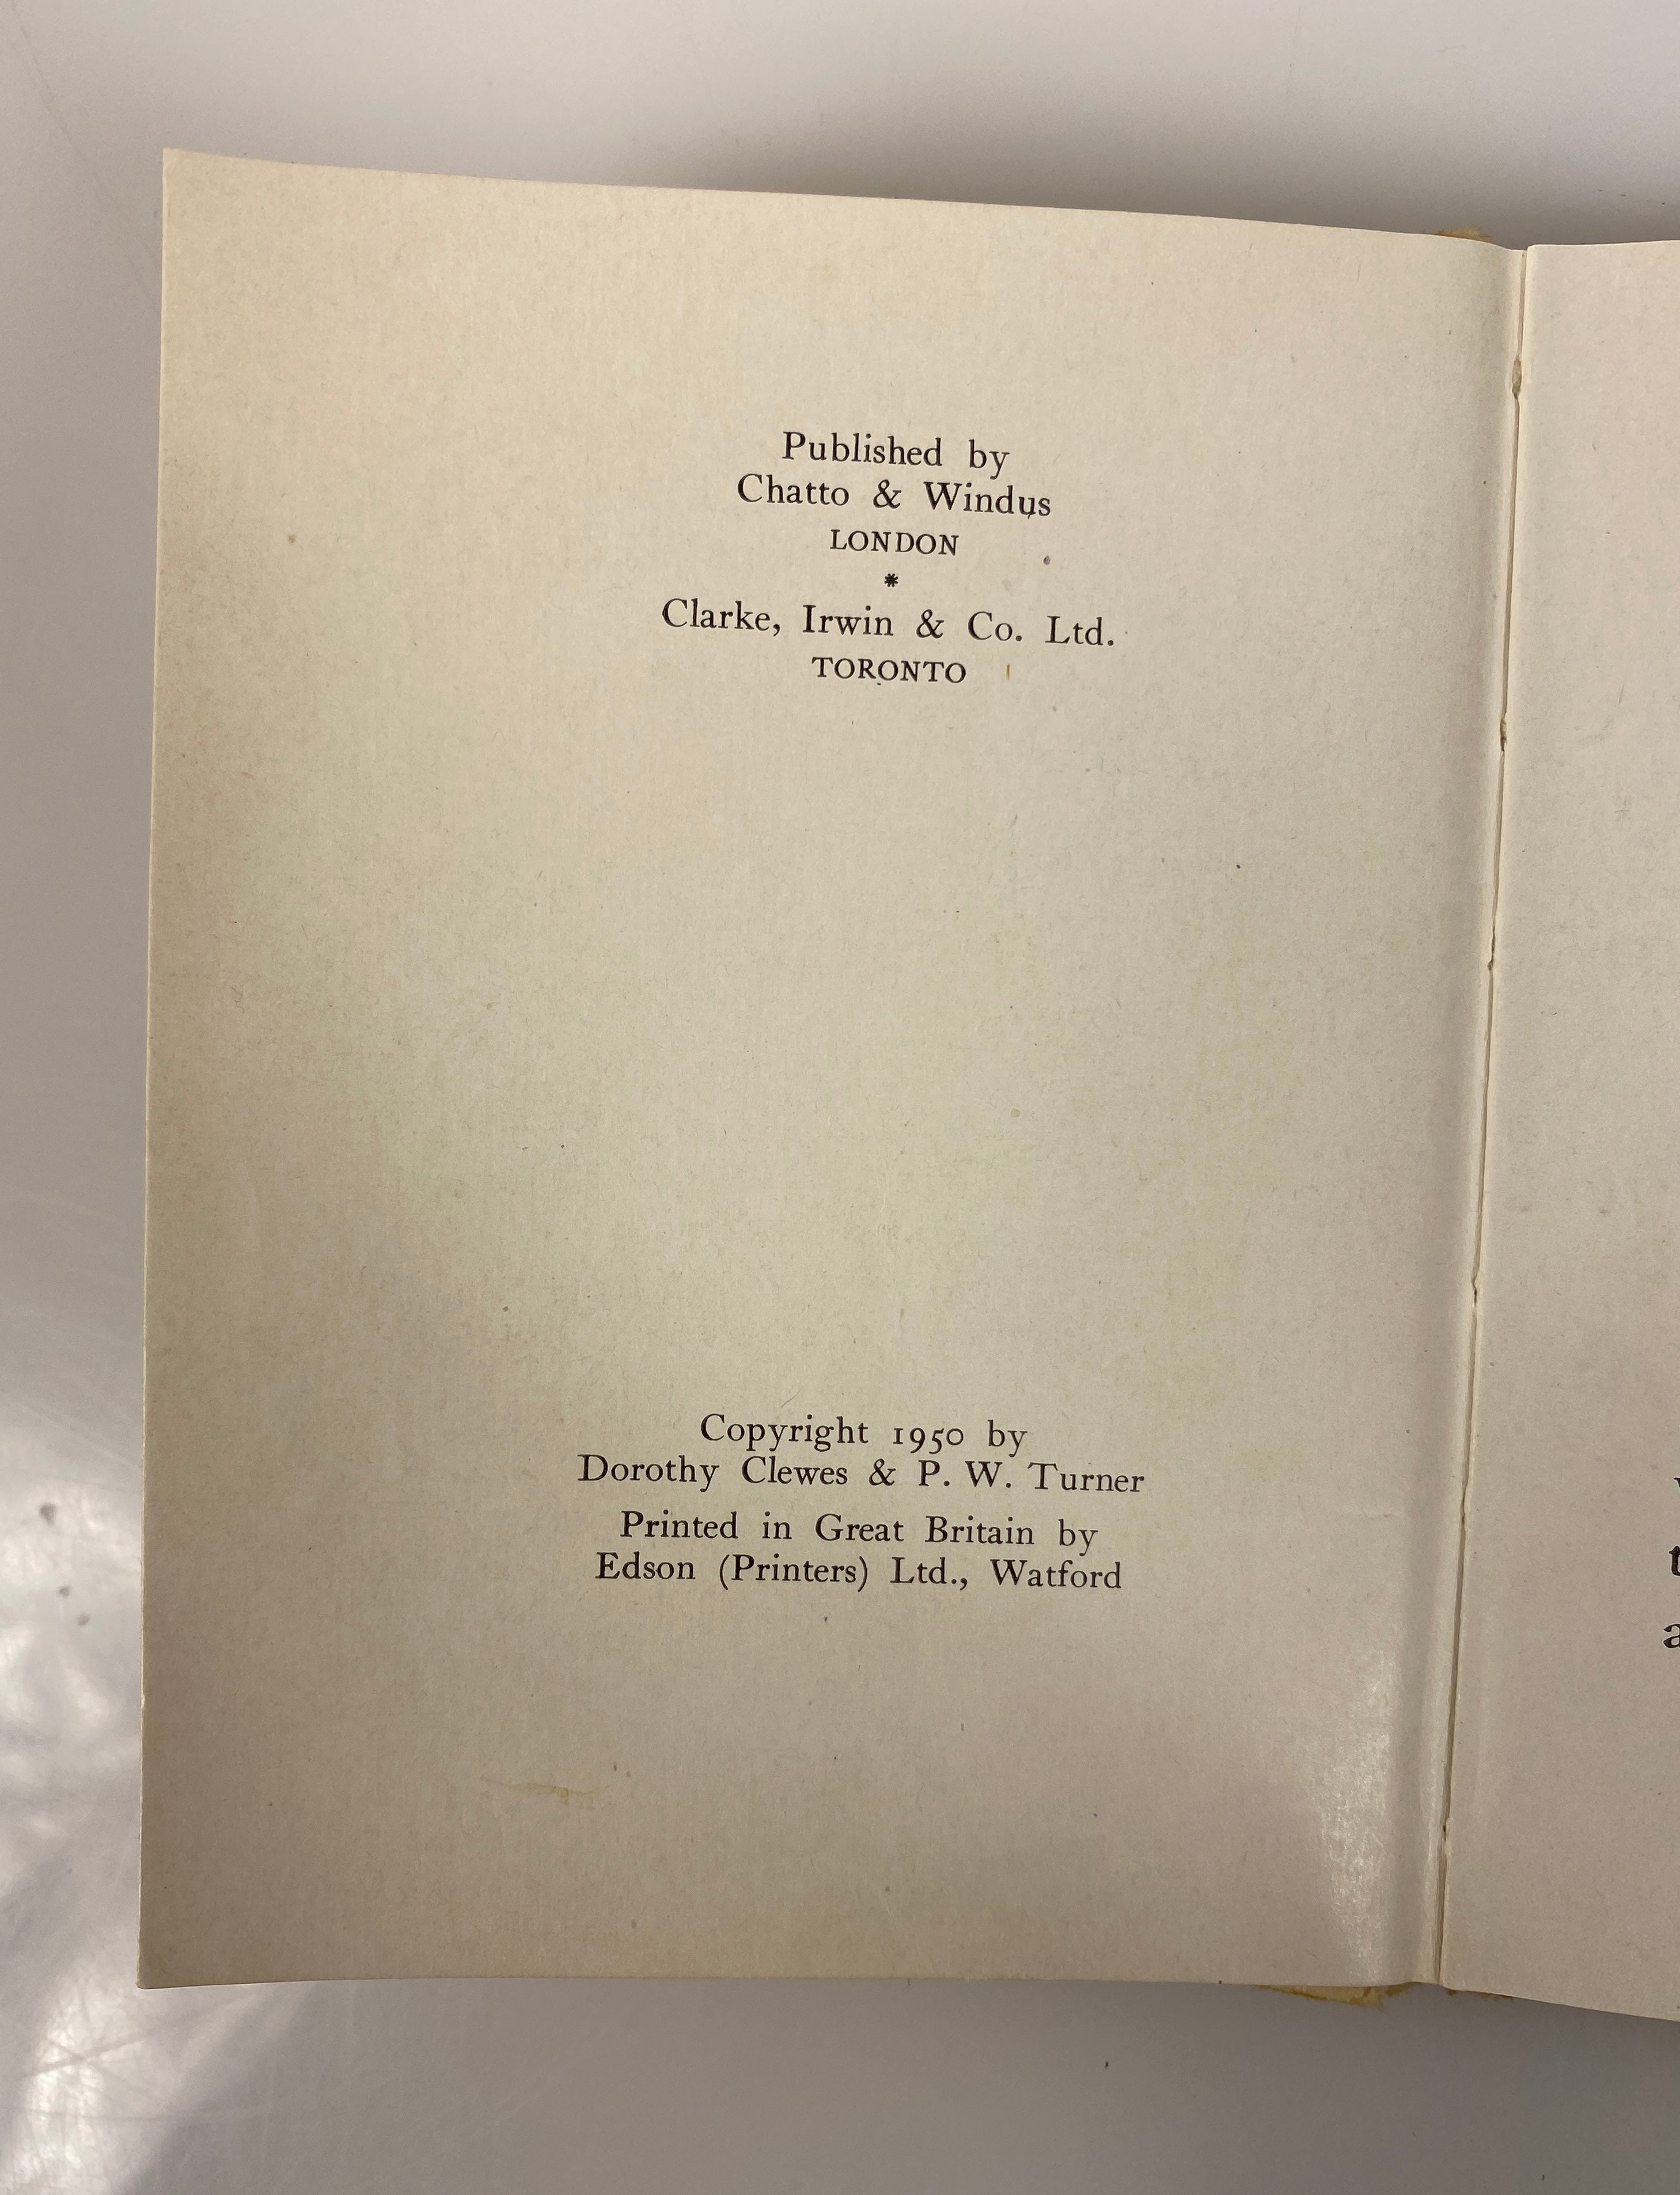 Published by
Chatto & Windus
LONDON
*
Clarke, Irwin & Co. Ltd.
TORONTO
Copyright 1950 by
Dorothy Clewes & P. W. Turner
Printed in Great Britain by
Edson (Printers) Ltd., Watford